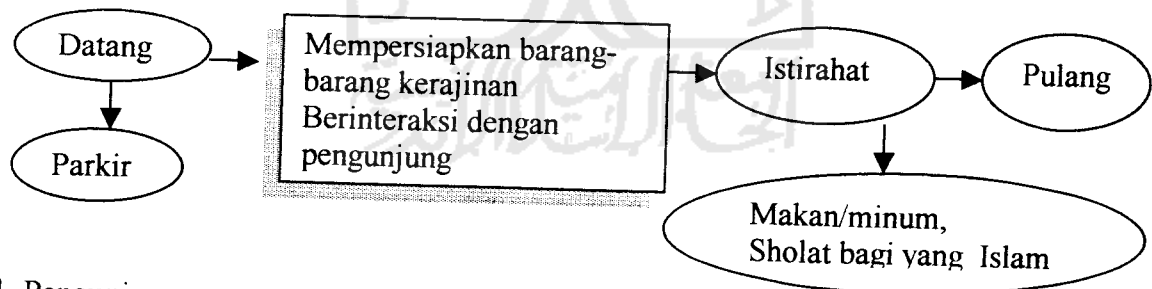 Datang
Mempersiapkan barang-
barang kerajinan
Berinteraksi dengan
pengunjung
Istirahat
Pulang
Parkir
Makan/minum,
Sholat bagi yang Islam